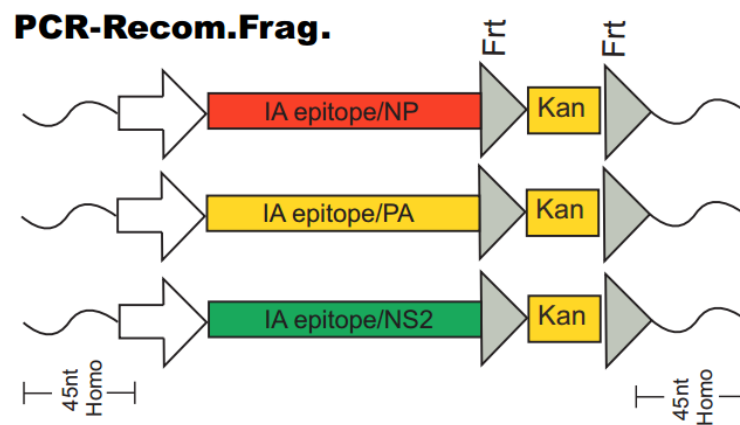 PCR-Recom.Frag.
Frt
Frt
IA epitope/NP
Kan
IA epitope/PA
Kan
IA epitope/NS2
Kan
45nt
Homo
45nt
Homo